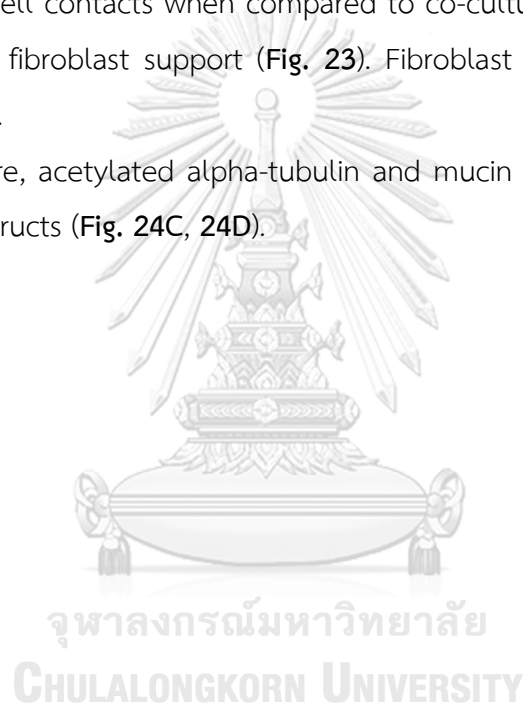 ell contacts when compared to co-cultu
fibroblast support (Fig. 23). Fibroblast
.
re, acetylated alpha-tubulin and mucin
ructs (Fig. 24C, 24D).
จุฬาลงกรณ์มหาวิทยาลัย
CHULALONGKORN UNIVERSITY